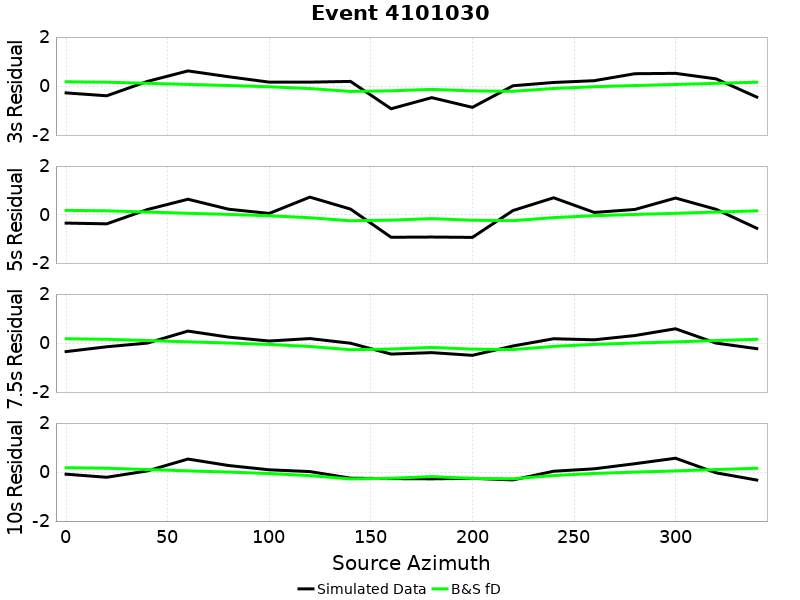 Event 4101030
3s Residual
2
0
-2
5s Residual
2
0
-2
7.5s Residual
2
0
-2
10s Residual
2
0
-2
0 50 100 150 200 250 300
Source Azimuth
Simulated Data B&S fD